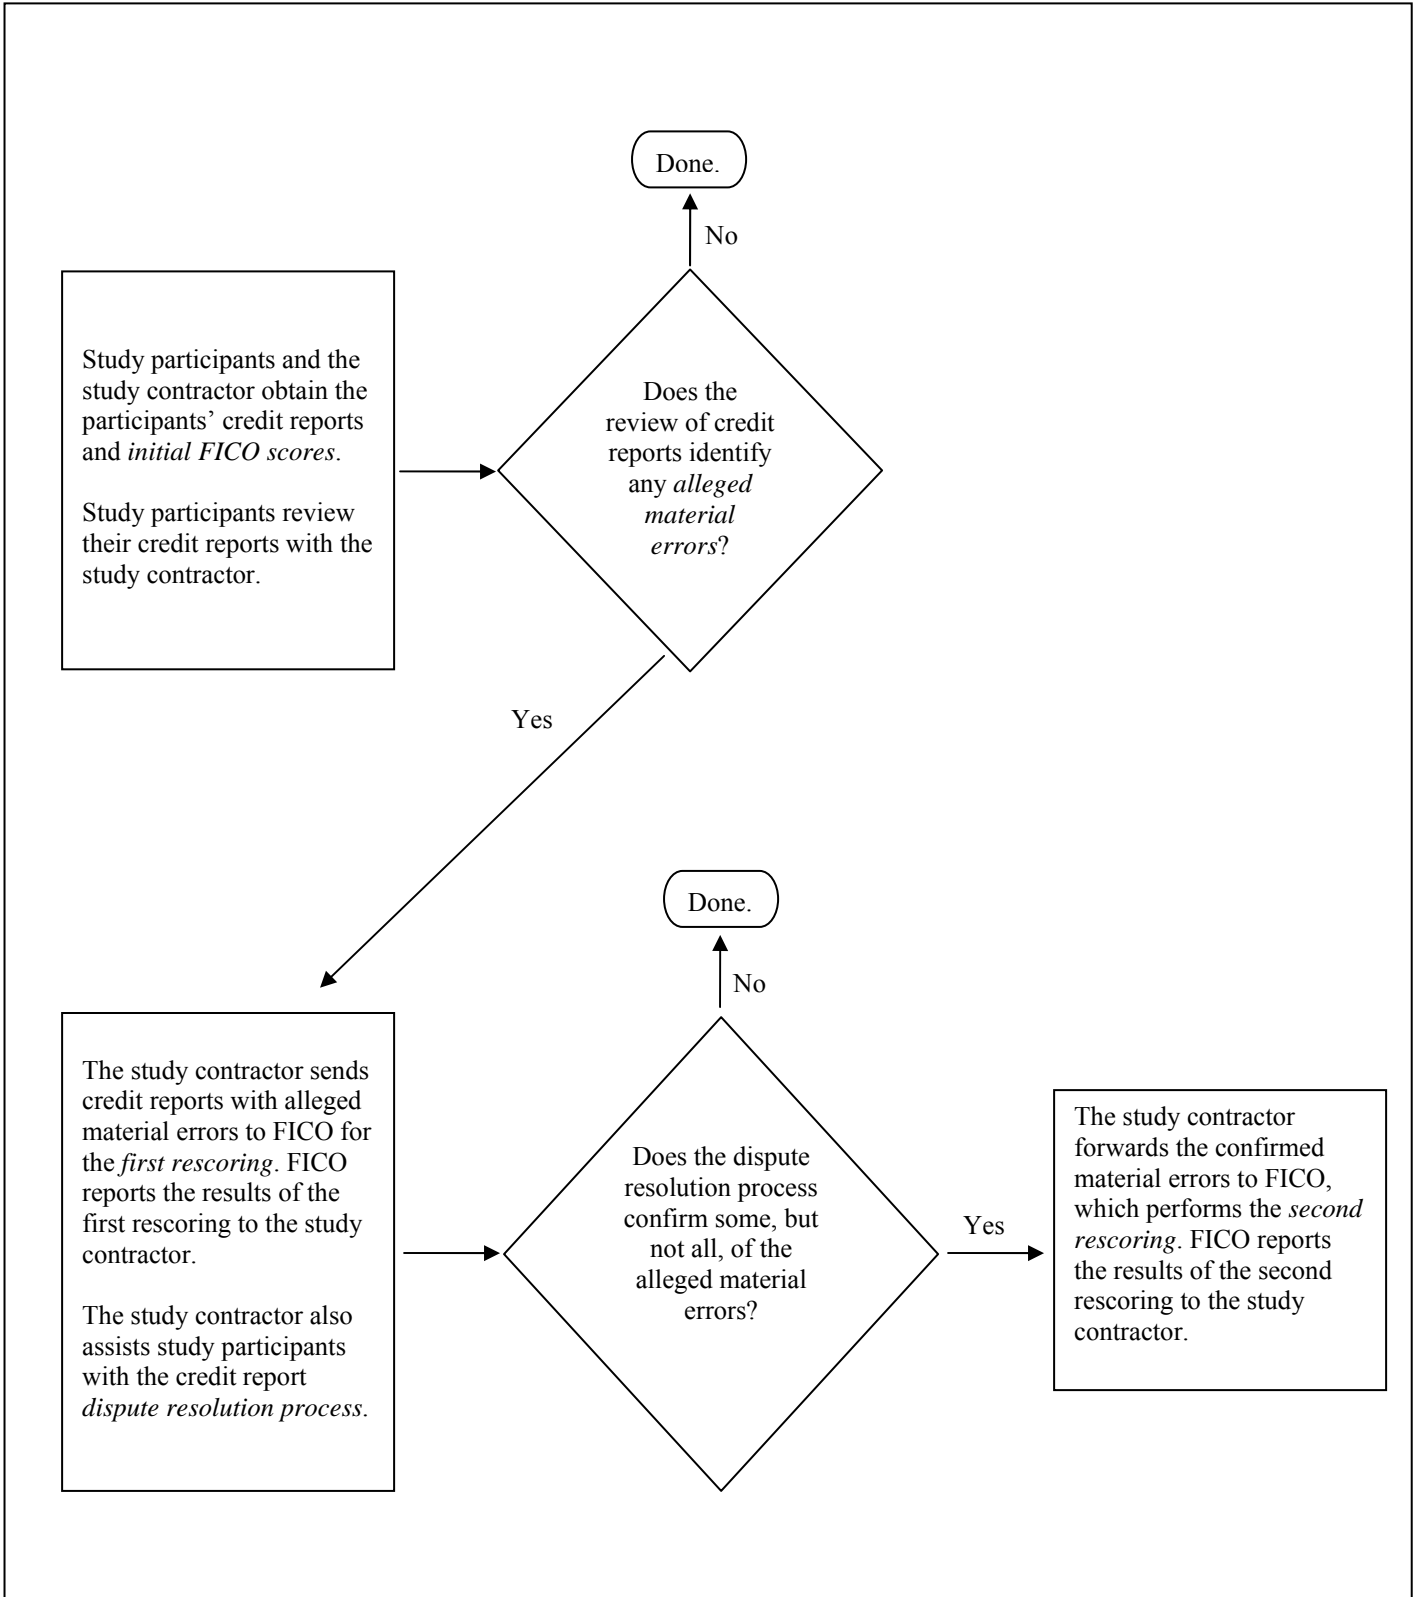 Done.
No
Study participants and the
study contractor obtain the
participants’ credit reports
and initial FICO scores.
Study participants review
their credit reports with the
study contractor.
Does the
review of credit
reports identify
any alleged
material
errors?
Yes
Done.
No
The study contractor sends
credit reports with alleged
material errors to FICO for
the first rescoring. FICO
reports the results of the
first rescoring to the study
contractor.
The study contractor also
assists study participants
with the credit report
dispute resolution process.
Does the dispute
resolution process
confirm some, but
not all, of the
alleged material
errors?
Yes
The study contractor
forwards the confirmed
material errors to FICO,
which performs the second
rescoring. FICO reports
the results of the second
rescoring to the study
contractor.